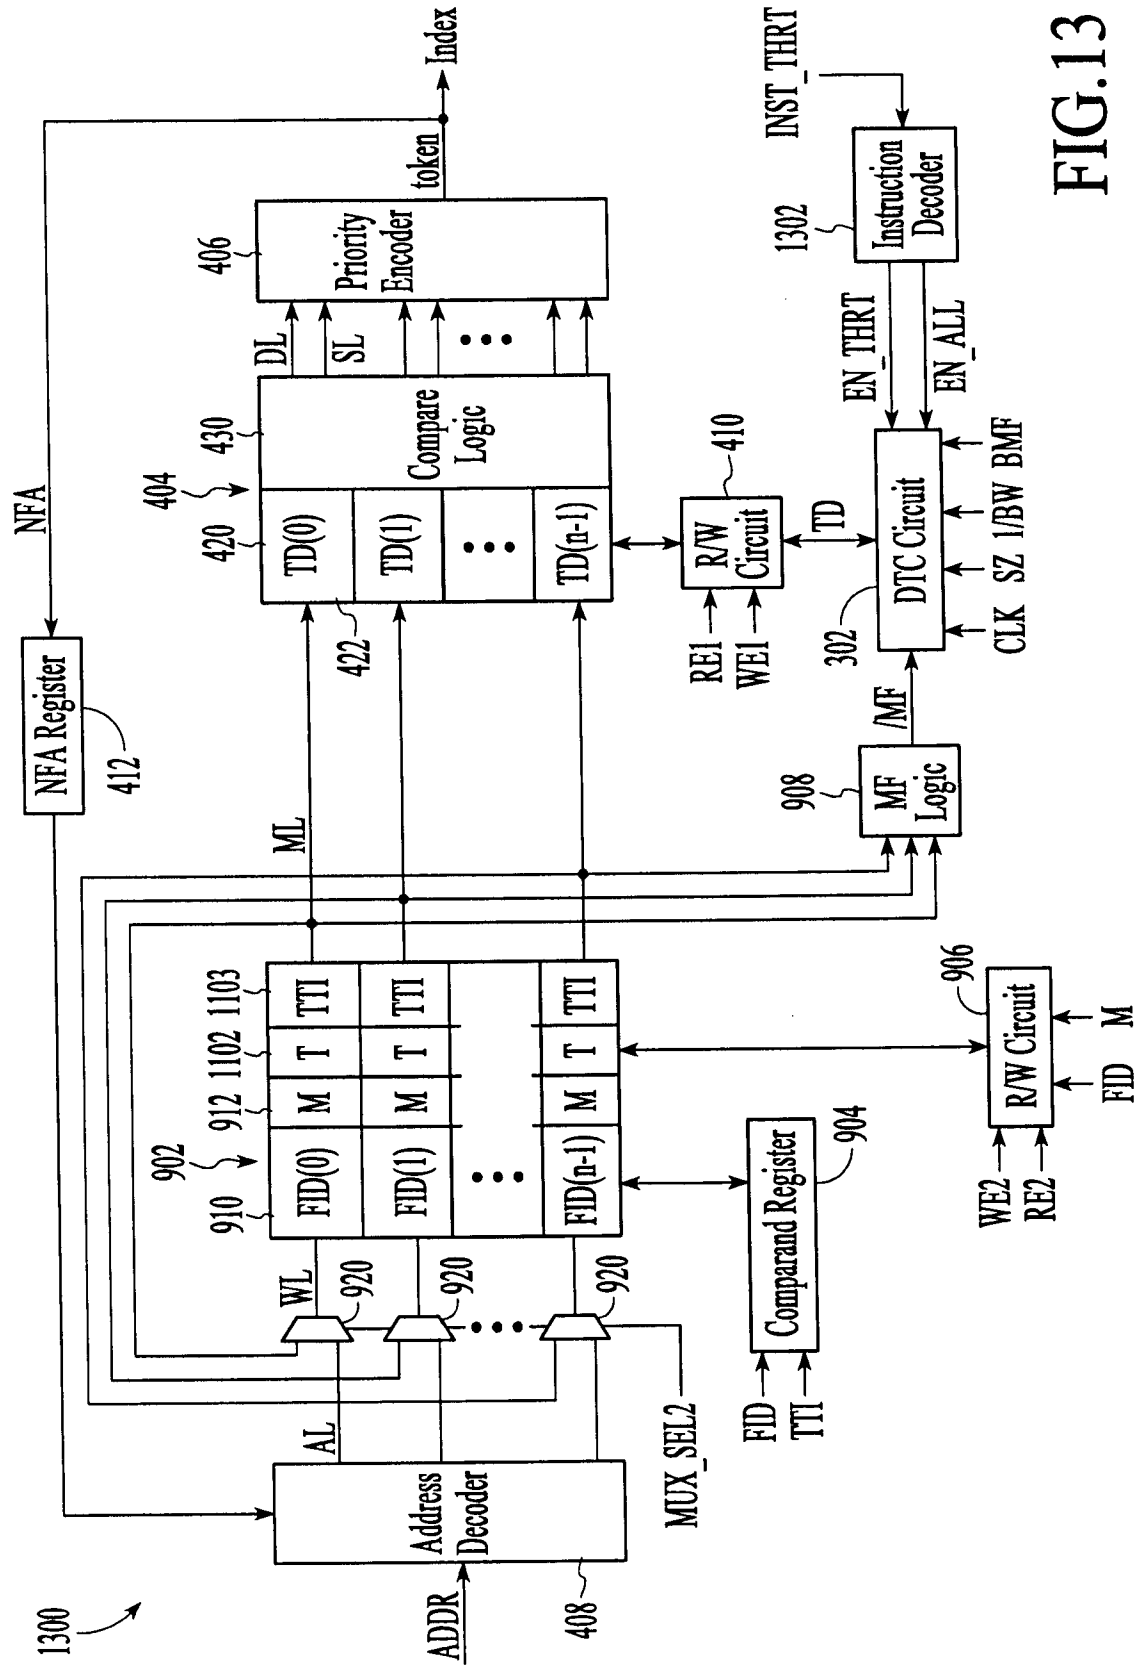 1300
NFA
NFA Register
412
ADDR
Address
Decoder
408
AL
MUX_SEL2
WL
920
920
920
902
910
912
1102
1103
FID(0)
M
T
TTI
FID(1)
M
T
TTI
FID(n-1)
M
T
TTI
ML
404
420
430
TD(0)
TD(1)
TD(n-1)
422
Compare
Logic
DL
SL
406
Priority
Encoder
token
Index
FID
TTI
Comparand Register
904
WE2
RE2
R/W Circuit
906
FID
M
908
MF
Logic
/MF
RE1
WE1
R/W
Circuit
410
TD
302
DTC Circuit
CLK
SZ
1/BW
BMF
EN_THRT
EN_ALL
1302
Instruction
Decoder
INST_THRT
FIG.13